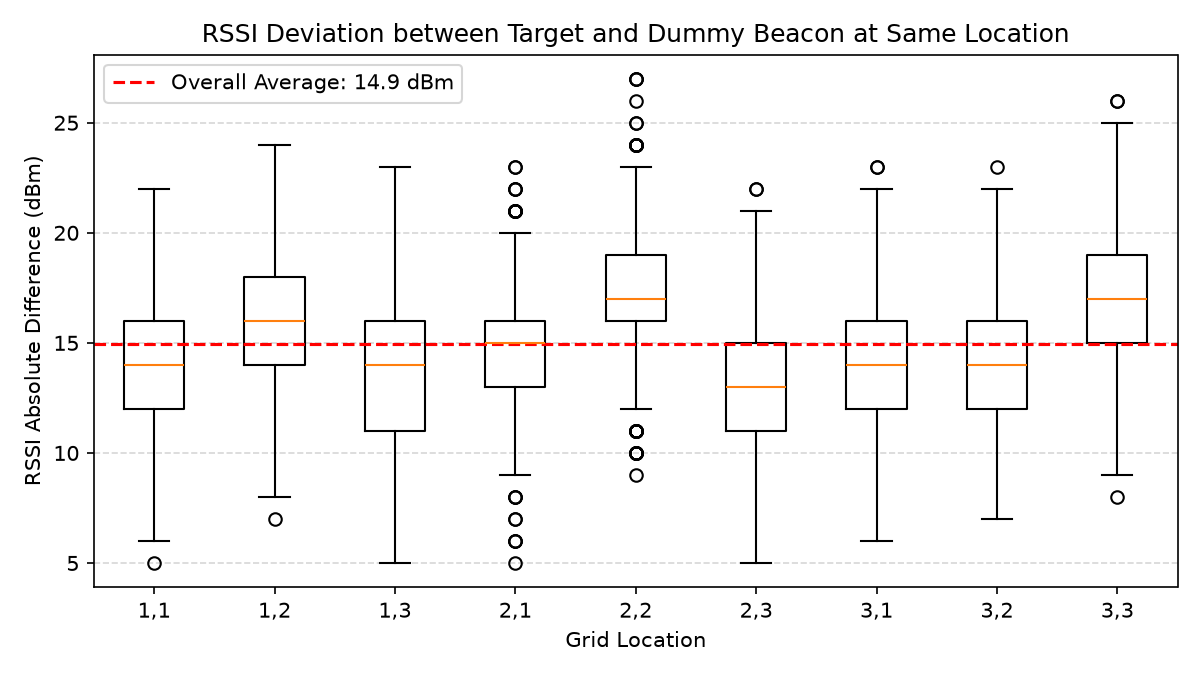 RSSI Deviation between Target and Dummy Beacon at Same Location
Overall Average: 14.9 dBm
RSSI Absolute Difference (dBm)
25
20
15
10
5
1,1 1,2 1,3 2,1 2,2 2,3 3,1 3,2 3,3
Grid Location